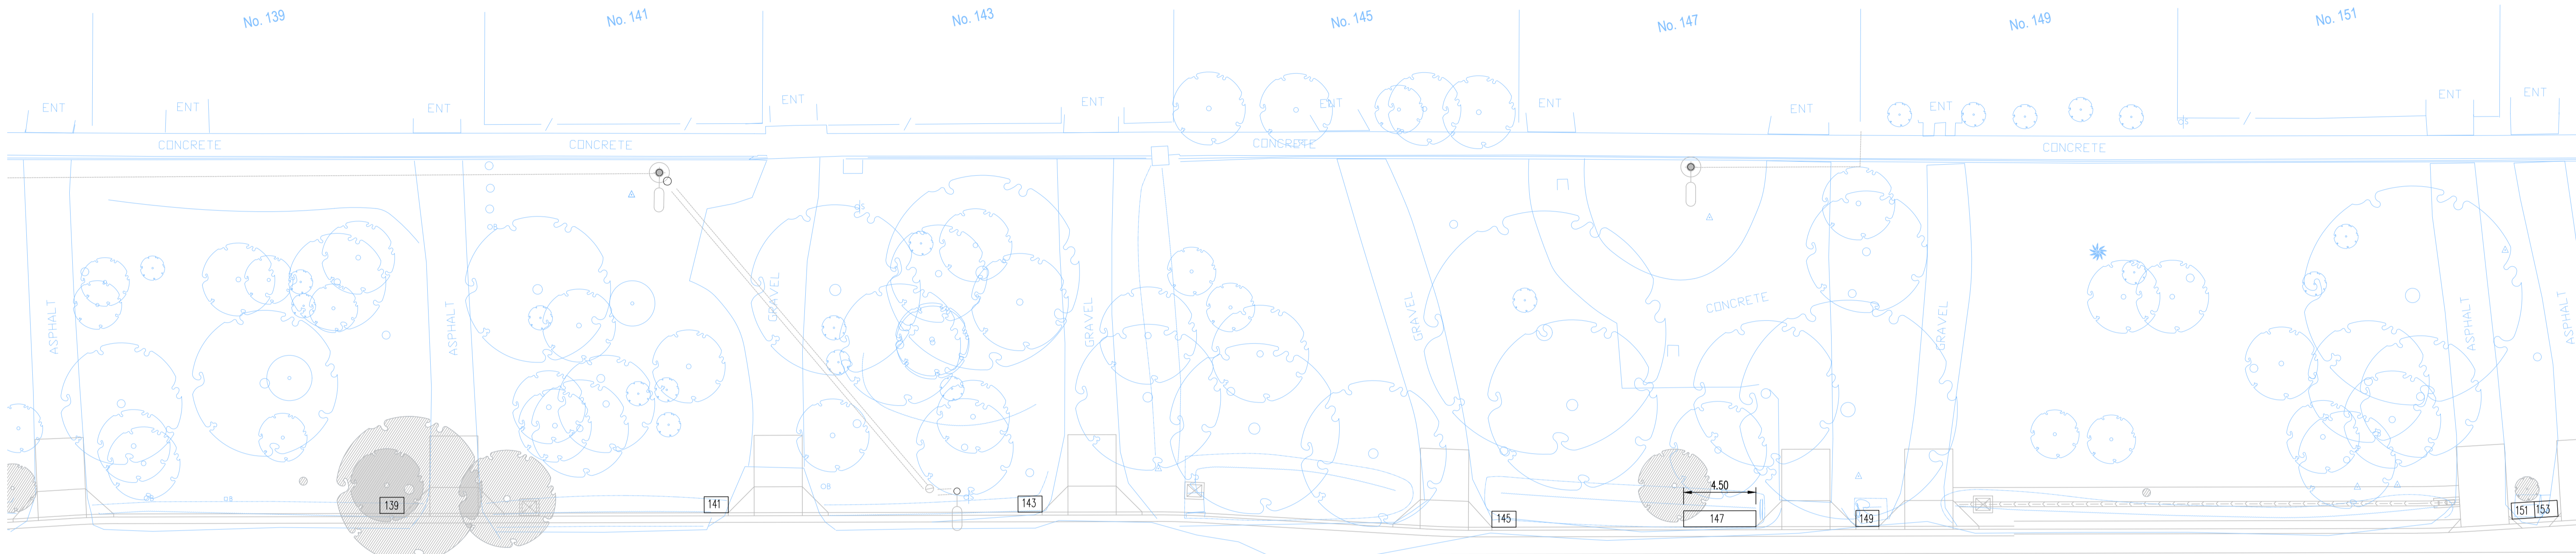 No. 139
No. 141
No. 143
No. 145
No. 147
No. 149
No. 151
ENT
ENT
ENT
ENT
ENT
ENT
ENT
ENT
ENT
ENT
ENT
CONCRETE
CONCRETE
CONCRETE
CONCRETE
ASPHALT
ASPHALT
GRAVEL
GRAVEL
GRAVEL
CONCRETE
GRAVEL
ASPHALT
ASPHALT
4.50
139
141
143
145
147
149
151
153